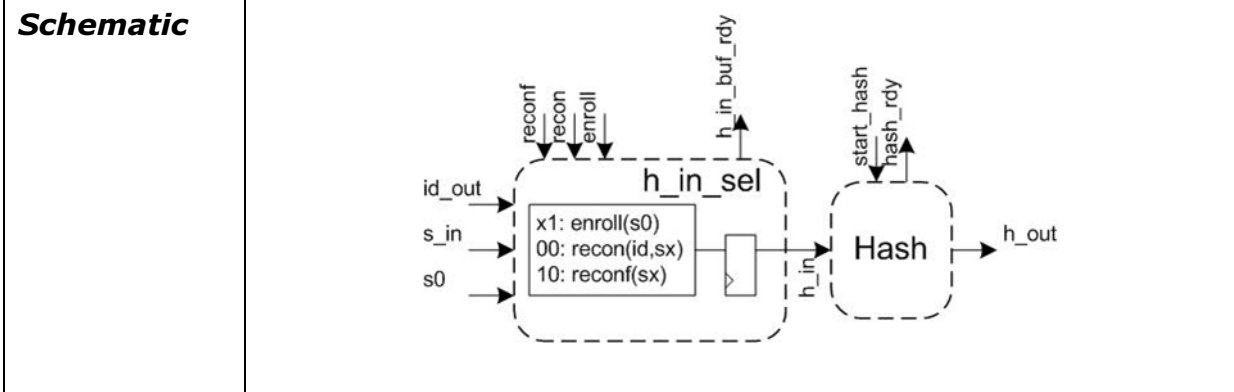 Schematic
reconf
recon
enroll
h_in_buf_rdy
start_hash
hash_rdy
h_in_sel
id_out
s_in
s0
x1: enroll(s0)
00: recon(id,sx)
10: reconf(sx)
h_in
Hash
h_out